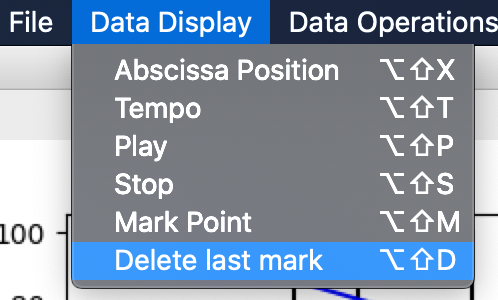 File Data Display Data Operations
Abscissa Position ⌥⇧X
Tempo ⌥⇧T
Play ⌥⇧P
Stop ⌥⇧S
Mark Point ⌥⇧M
100
Delete last mark ⌥⇧D